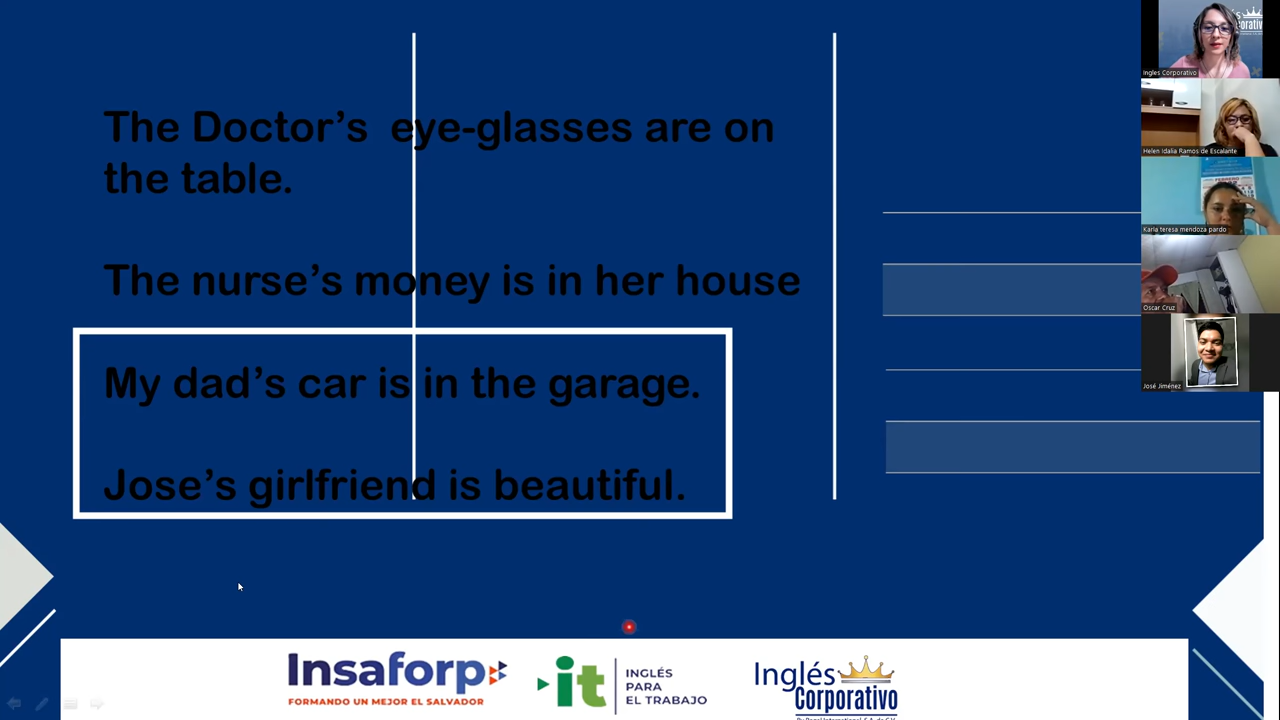 The Doctor's eye-glasses are on
the table.
The nurse's money is in her house
My dad's car is in the garage.
Jose's girlfriend is beautiful.
Ingles Corporativo
Helen Idalia Ramos de Escalante
Karla teresa mendoza pardo
Oscar Cruz
José Jiménez
Insaforp
FORMANDO UN MEJOR EL SALVADOR
it
INGLÉS
PARA
EL TRABAJO
Inglés
Corporativo